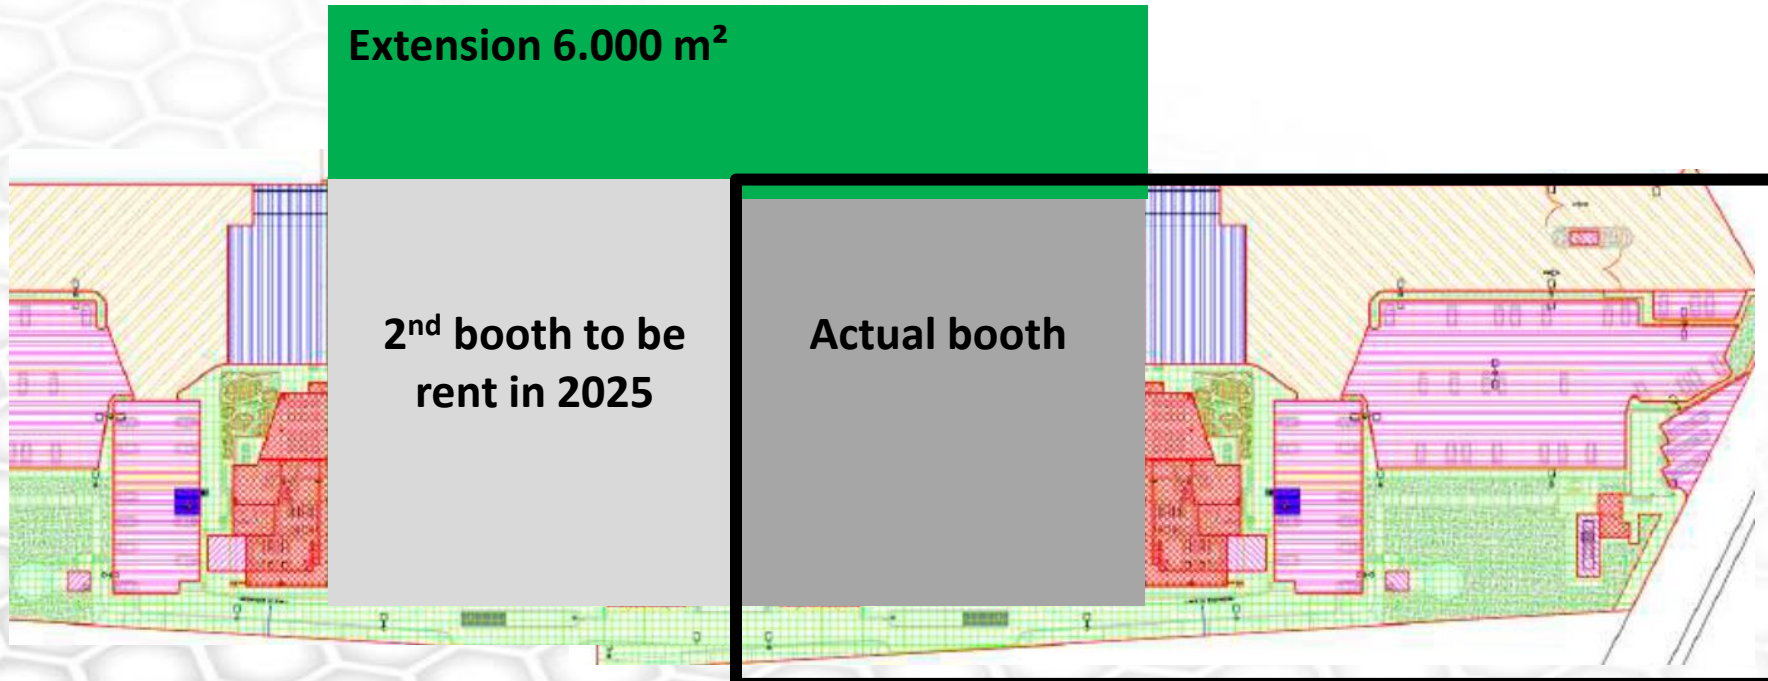 Extension 6.000 m²
2nd booth to be
rent in 2025
Actual booth